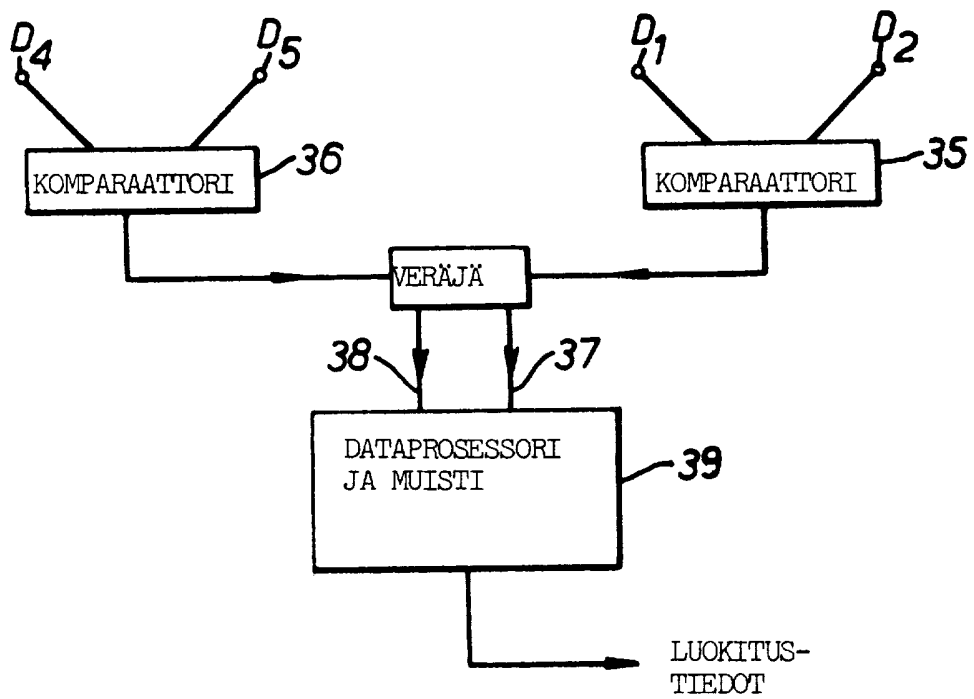 D4 D5 D1 D2
36 35
KOMPARAATTORI KOMPARAATTORI
VERÄJÄ
38 37
DATAPROSESSORI
JA MUISTI
39
LUOKITUS-
TIEDOT